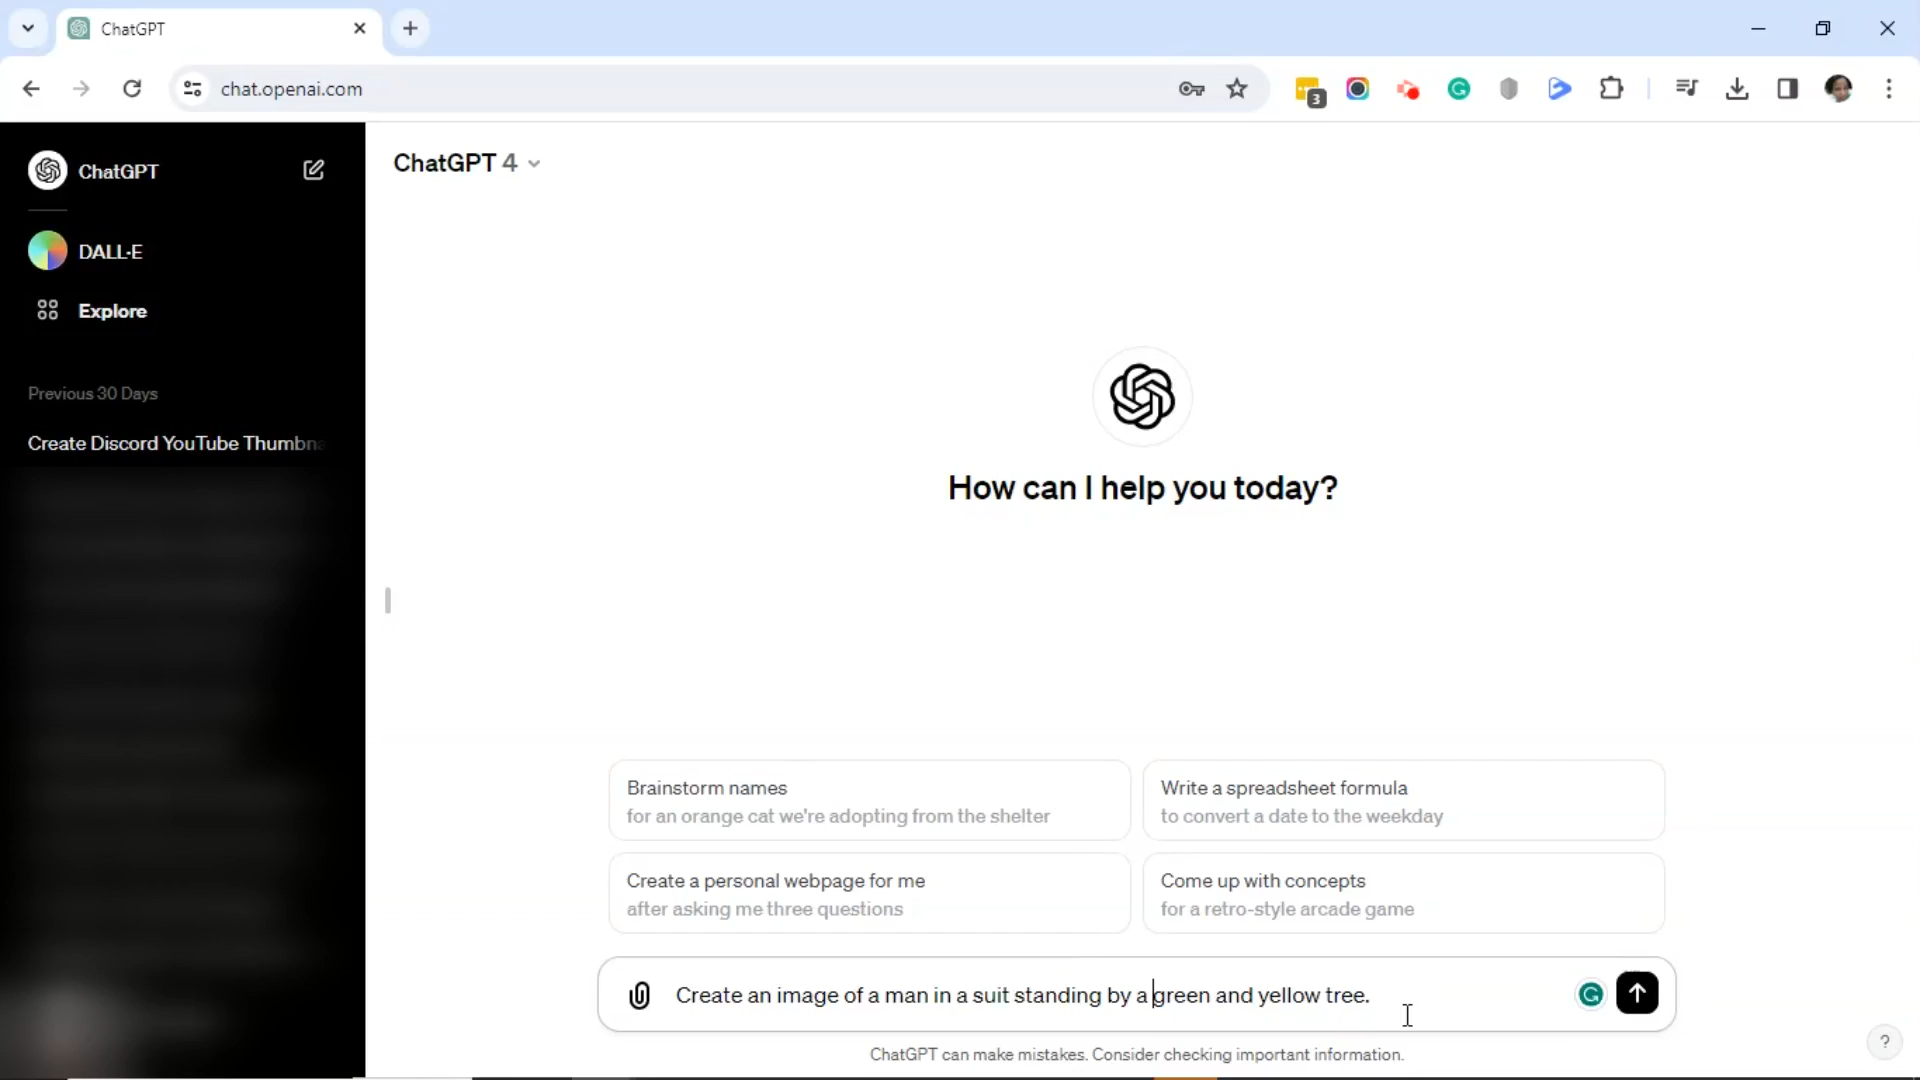 ChatGPT
chat.openai.com
3
ChatGPT
DALL·E
Explore
Previous 30 Days
Create Discord YouTube Thumbna
ChatGPT 4
How can I help you today?
Brainstorm names
for an orange cat we're adopting from the shelter
Write a spreadsheet formula
to convert a date to the weekday
Create a personal webpage for me
after asking me three questions
Come up with concepts
for a retro-style arcade game
Create an image of a man in a suit standing by a green and yellow tree.
ChatGPT can make mistakes. Consider checking important information.
?